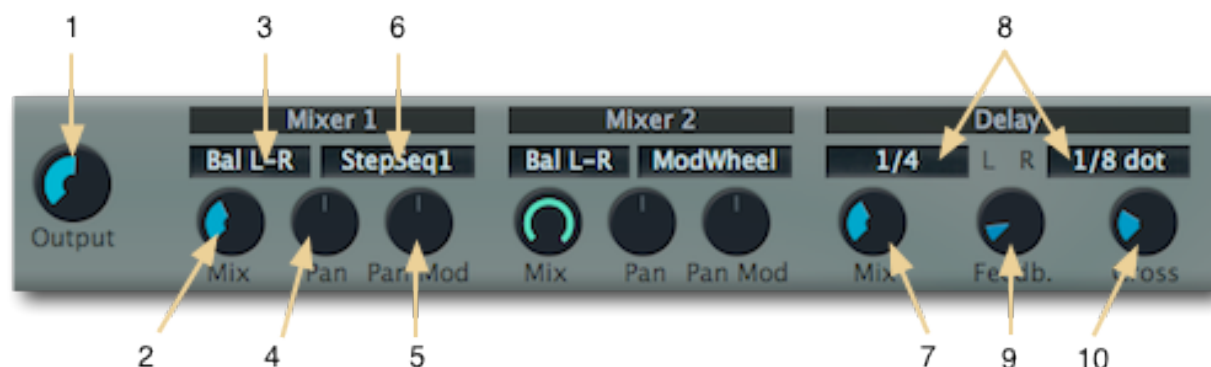 1 3 6 8
Mixer 1 Mixer 2 Delay
Bal L-R StepSeq1 Bal L-R ModWheel 1/4 L R 1/8 dot
Output
Mix Pan Pan Mod Mix Pan Pan Mod Mix Feedb. Cross
2 4 5 7 9 10